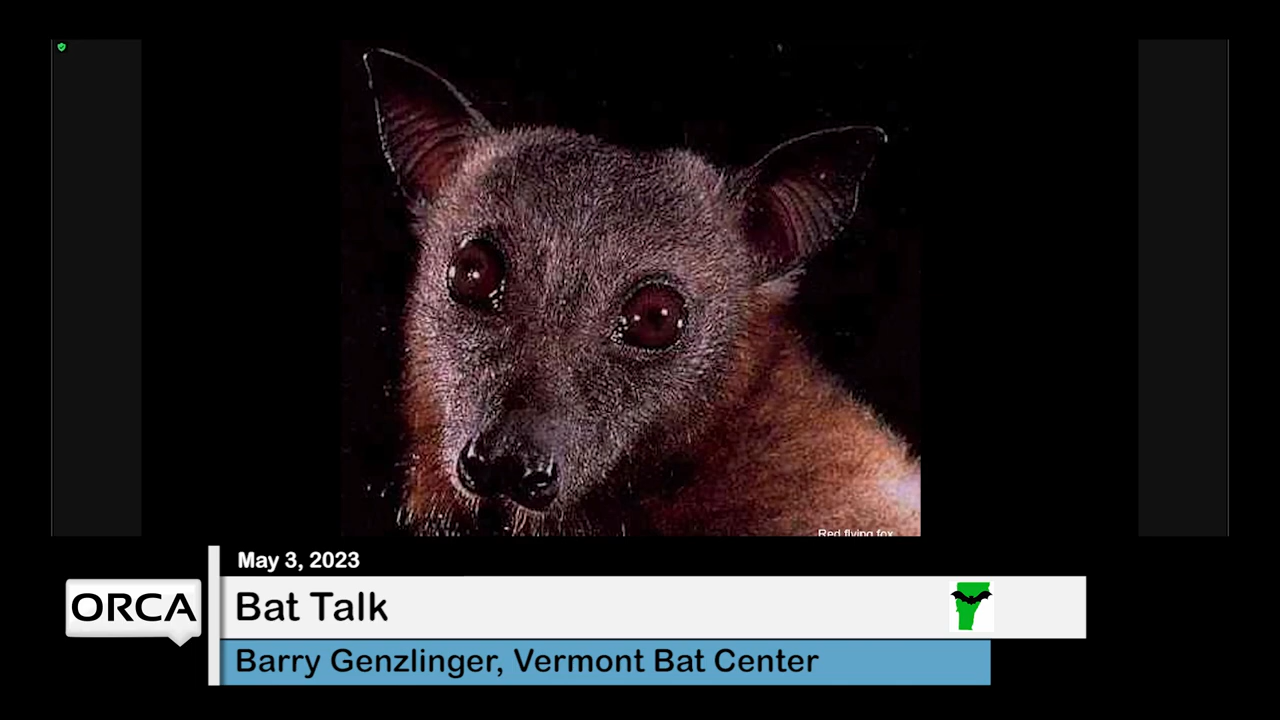 Red flying fox
May 3, 2023
ORCA
Bat Talk
Barry Genzlinger, Vermont Bat Center